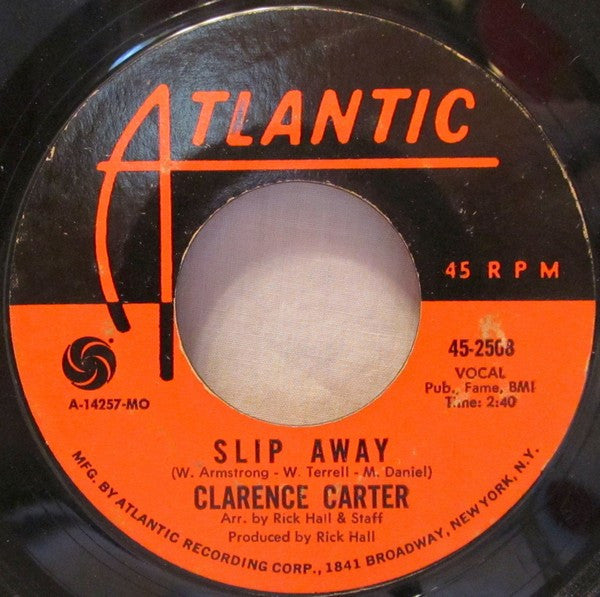 ATLANTIC
45 RPM
45-2508
VOCAL
Pub., Fame, BMI
Time: 2:40
A-14257-MO
SLIP AWAY
(W. Armstrong - W. Terrell - M. Daniel)
CLARENCE CARTER
Arr. by Rick Hall & Staff
Produced by Rick Hall
MFG. BY ATLANTIC RECORDING CORP., 1841 BROADWAY, NEW YORK, N.Y.